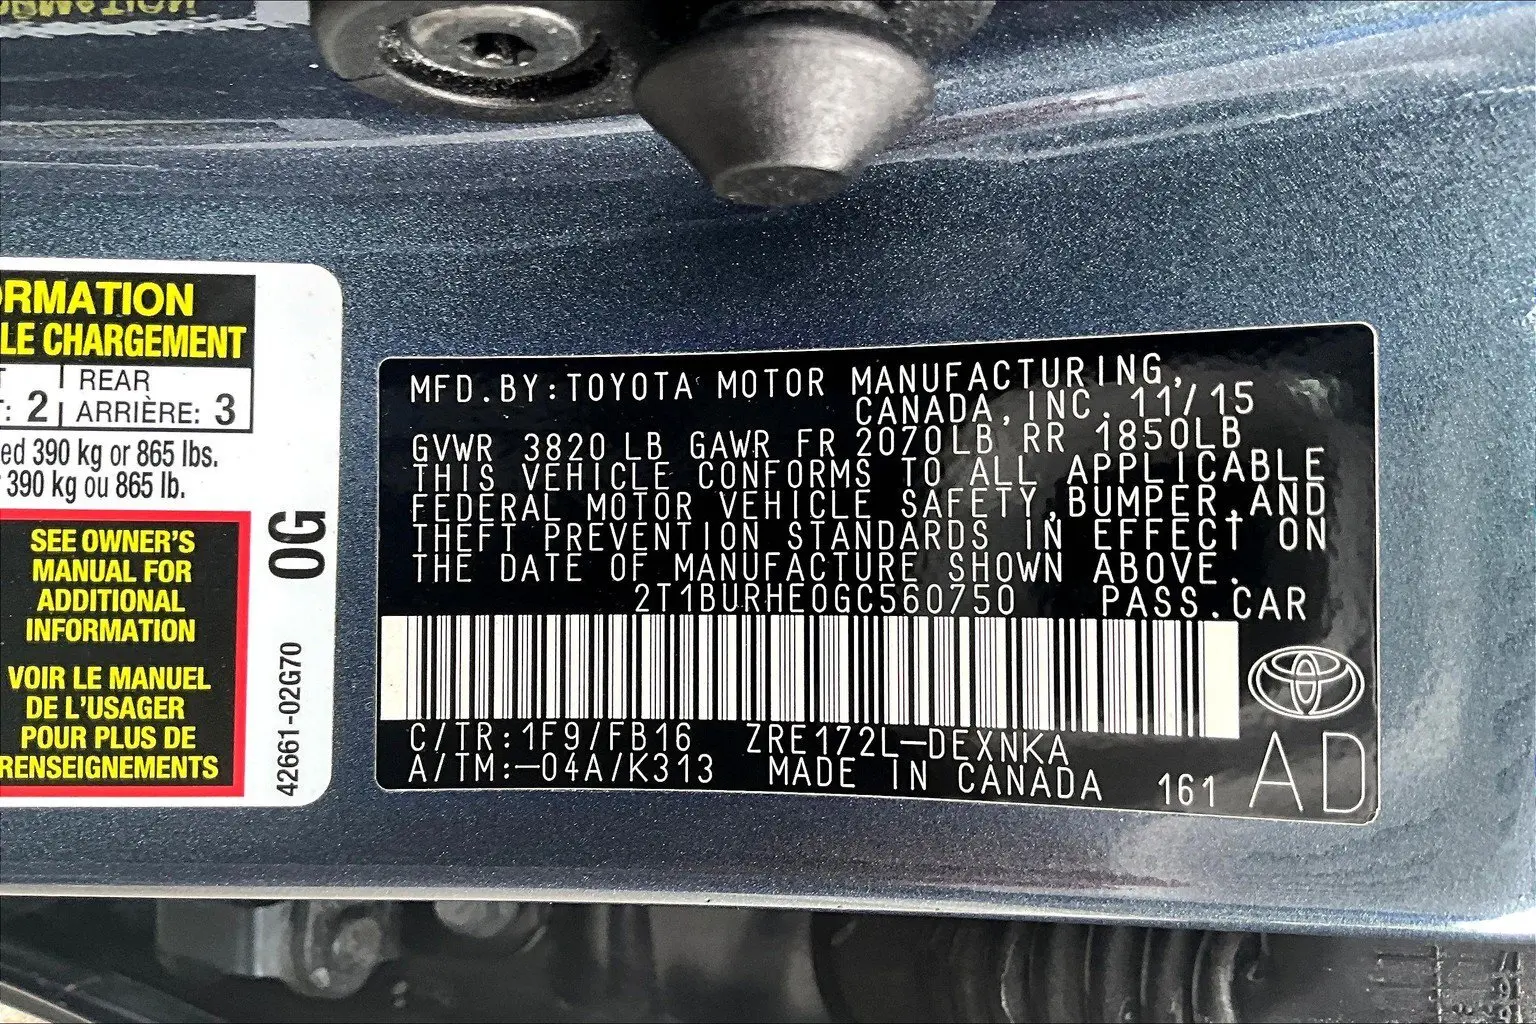 ORMATION
LE CHARGEMENT
REAR
: 2 ARRIÈRE: 3
ed 390 kg or 865 lbs.
390 kg ou 865 lb.
SEE OWNER'S
MANUAL FOR
ADDITIONAL
INFORMATION
VOIR LE MANUEL
DE L'USAGER
POUR PLUS DE
RENSEIGNEMENTS
0G
42661-02G70
MFD.BY:TOYOTA MOTOR MANUFACTURING,
CANADA,INC. 11/15
GVWR 3820 LB GAWR FR 2070LB RR 1850LB
THIS VEHICLE CONFORMS TO ALL APPLICABLE
FEDERAL MOTOR VEHICLE SAFETY,BUMPER,AND
THEFT PREVENTION STANDARDS IN EFFECT ON
THE DATE OF MANUFACTURE SHOWN ABOVE.
2T1BURHE0GC560750 PASS.CAR
C/TR:1F9/FB16 ZRE172L-DEXNKA
A/TM:-04A/K313 MADE IN CANADA 161 AD